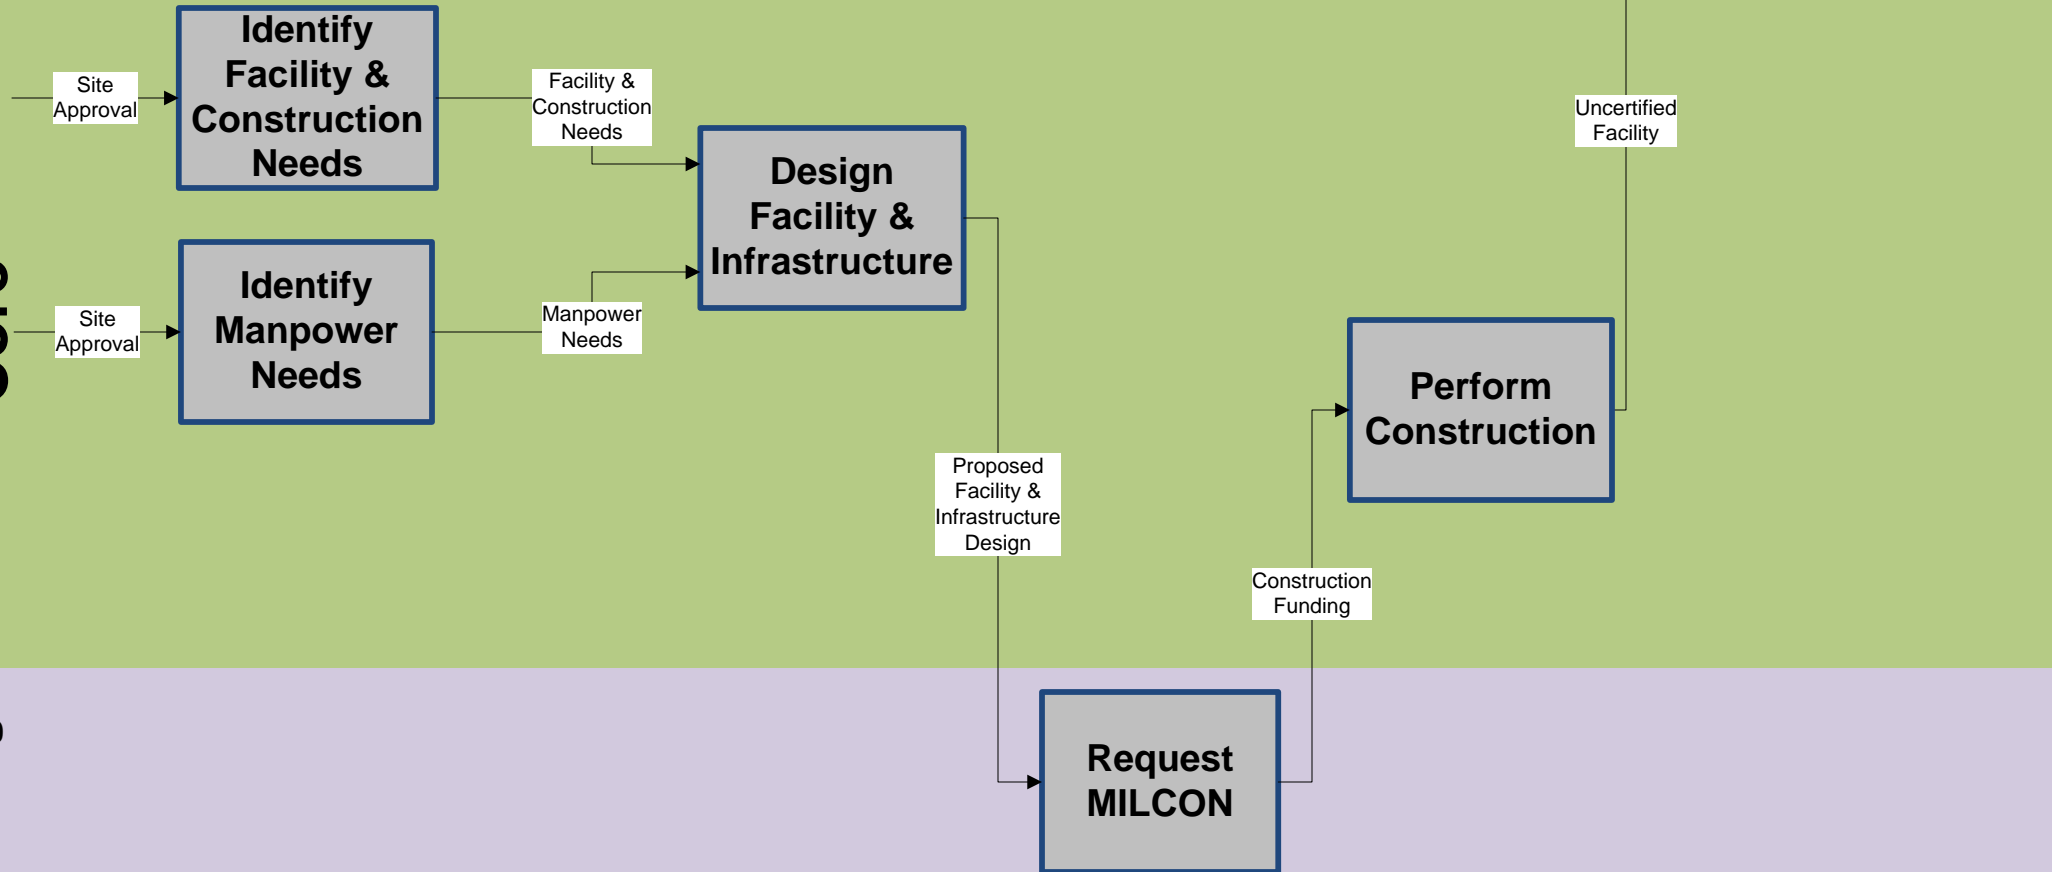 Identify
Facility &
Construction
Needs
Site
Approval
Facility &
Construction
Needs
Uncertified
Facility
Design
Facility &
Infrastructure
Identify
Manpower
Needs
Site
Approval
Manpower
Needs
Perform
Construction
Proposed
Facility &
Infrastructure
Design
Construction
Funding
Request
MILCON